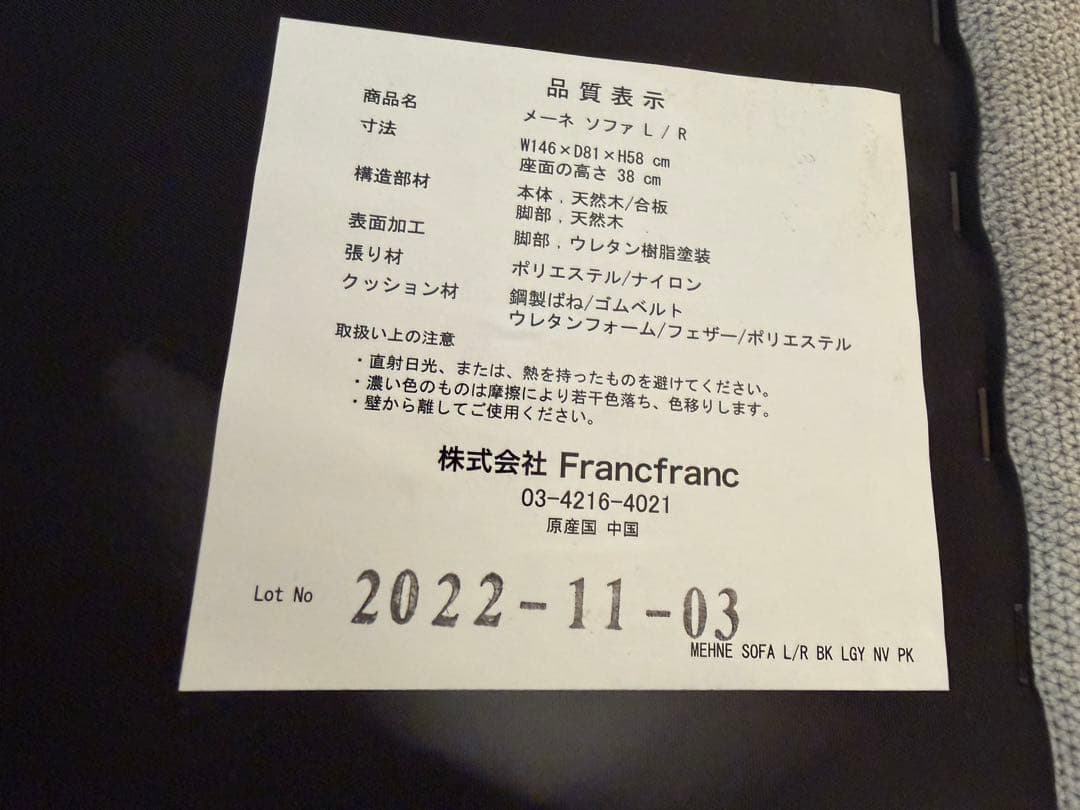 品質表示
商品名 メーネ ソファ L / R
寸法 W146×D81×H58 cm
座面の高さ 38 cm
構造部材 本体．天然木/合板
脚部．天然木
表面加工 脚部．ウレタン樹脂塗装
張り材 ポリエステル/ナイロン
クッション材 鋼製ばね/ゴムベルト
ウレタンフォーム/フェザー/ポリエステル
取扱い上の注意
・直射日光、または、熱を持ったものを避けてください。
・濃い色のものは摩擦により若干色落ち、色移りします。
・壁から離してご使用ください。
株式会社 Francfranc
03-4216-4021
原産国 中国
Lot No 2022-11-03
MEHNE SOFA L/R BK LGY NV PK